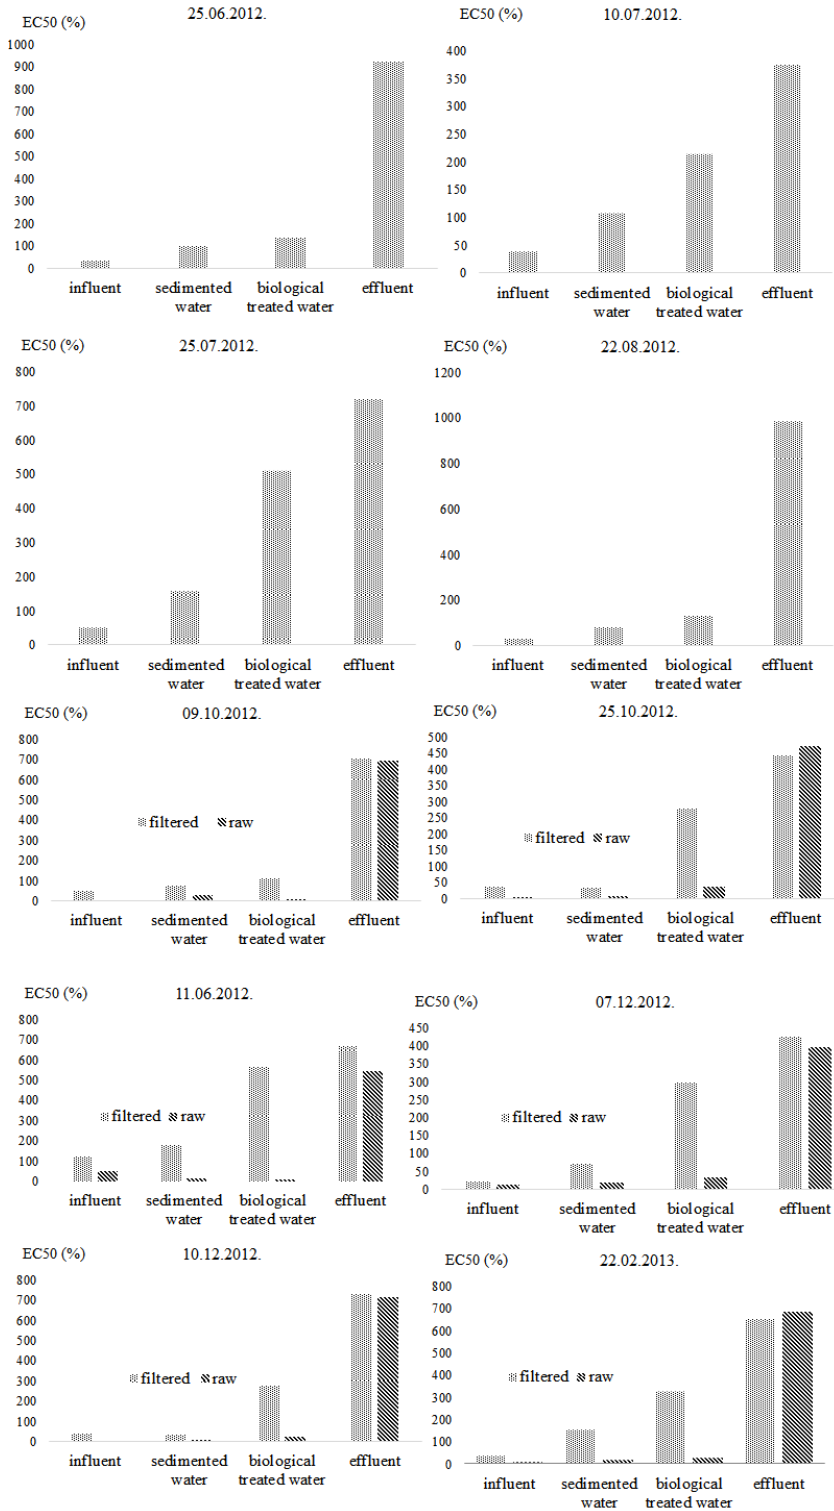 EC50 (%)
25.06.2012.
1000
900
800
700
600
500
400
300
200
100
0
influent
sedimented
water
biological
treated water
effluent
EC50 (%)
10.07.2012.
400
350
300
250
200
150
100
50
0
influent
sedimented
water
biological
treated water
effluent
EC50 (%)
25.07.2012.
800
700
600
500
400
300
200
100
0
influent
sedimented
water
biological
treated water
effluent
EC50 (%)
22.08.2012.
1200
1000
800
600
400
200
0
influent
sedimented
water
biological
treated water
effluent
EC50 (%)
09.10.2012.
800
700
600
500
400
300
200
100
0
filtered raw
influent
sedimented
water
biological
treated water
effluent
EC50 (%)
25.10.2012.
500
450
400
350
300
250
200
150
100
50
0
filtered raw
influent
sedimented
water
biological
treated water
effluent
EC50 (%)
11.06.2012.
800
700
600
500
400
300
200
100
0
filtered raw
influent
sedimented
water
biological
treated water
effluent
EC50 (%)
07.12.2012.
450
400
350
300
250
200
150
100
50
0
filtered raw
influent
sedimented
water
biological
treated water
effluent
EC50 (%)
10.12.2012.
800
700
600
500
400
300
200
100
0
filtered raw
influent
sedimented
water
biological
treated water
effluent
EC50 (%)
22.02.2013.
800
700
600
500
400
300
200
100
0
filtered raw
influent
sedimented
water
biological
treated water
effluent